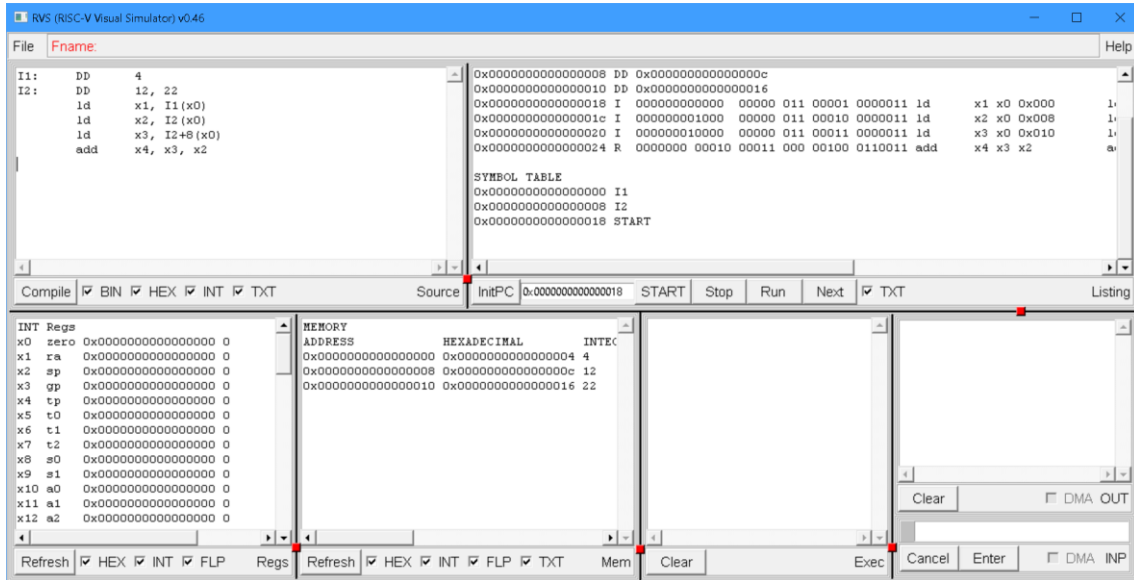 RVS (RISC-V Visual Simulator) v0.46
File Fname: Help
I1: DD 4
I2: DD 12, 22
ld x1, I1(x0)
ld x2, I2(x0)
ld x3, I2+8(x0)
add x4, x3, x2
Compile BIN HEX INT TXT Source
0x0000000000000008 DD 0x000000000000000c
0x0000000000000010 DD 0x0000000000000016
0x0000000000000018 I 000000000000 00000 011 00001 0000011 ld x1 x0 0x000
0x000000000000001c I 000000001000 00000 011 00010 0000011 ld x2 x0 0x008
0x0000000000000020 I 000000010000 00000 011 00011 0000011 ld x3 x0 0x010
0x0000000000000024 R 0000000 00010 00011 000 00100 0110011 add x4 x3 x2
SYMBOL TABLE
0x0000000000000000 I1
0x0000000000000008 I2
0x0000000000000018 START
InitPC 0x0000000000000018 START Stop Run Next TXT Listing
INT Regs
x0 zero 0x0000000000000000 0
x1 ra 0x0000000000000000 0
x2 sp 0x0000000000000000 0
x3 gp 0x0000000000000000 0
x4 tp 0x0000000000000000 0
x5 t0 0x0000000000000000 0
x6 t1 0x0000000000000000 0
x7 t2 0x0000000000000000 0
x8 s0 0x0000000000000000 0
x9 s1 0x0000000000000000 0
x10 a0 0x0000000000000000 0
x11 a1 0x0000000000000000 0
x12 a2 0x0000000000000000 0
Refresh HEX INT FLP Regs
MEMORY
ADDRESS HEXADECIMAL
0x0000000000000000 0x0000000000000004 4
0x0000000000000008 0x000000000000000c 12
0x0000000000000010 0x0000000000000016 22
Refresh HEX INT FLP TXT Mem
Clear Exec
Clear DMA OUT
Cancel Enter DMA INP